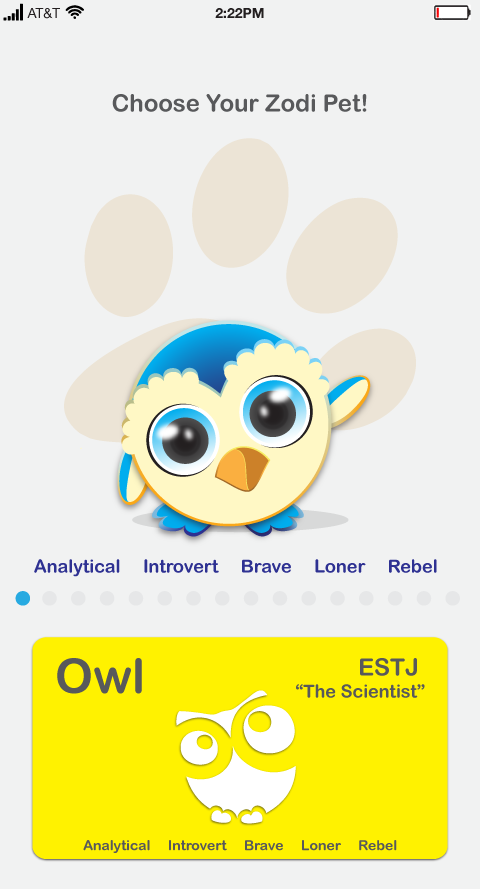 AT&T 2:22PM
Choose Your Zodi Pet!
Analytical Introvert Brave Loner Rebel
Owl
ESTJ
“The Scientist”
Analytical Introvert Brave Loner Rebel